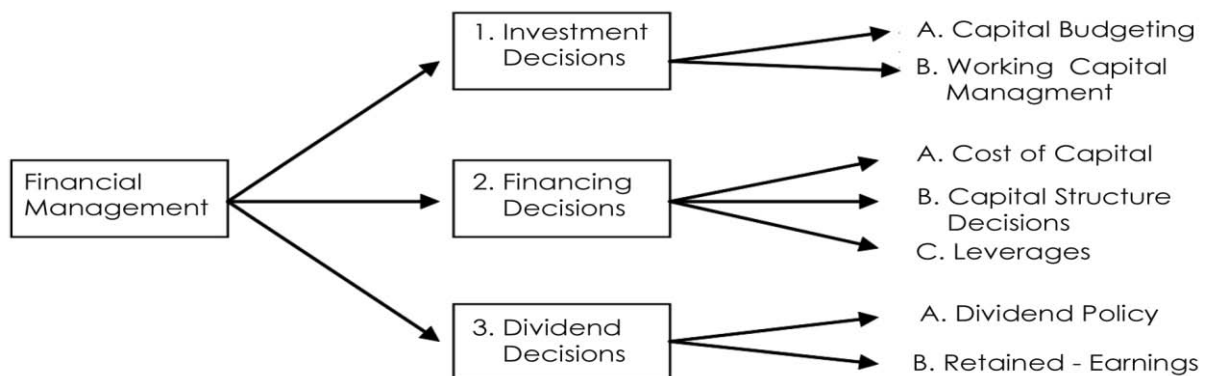 Financial
Management
1. Investment
Decisions
A. Capital Budgeting
B. Working Capital
Managment
2. Financing
Decisions
A. Cost of Capital
B. Capital Structure
Decisions
C. Leverages
3. Dividend
Decisions
A. Dividend Policy
B. Retained - Earnings